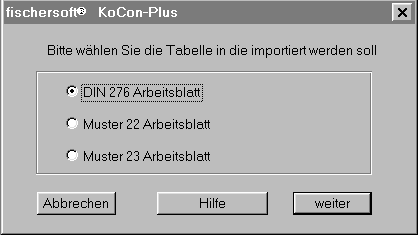 fischersoft® KoCon-Plus
Bitte wählen Sie die Tabelle in die importiert werden soll
DIN 276 Arbeitsblatt
Muster 22 Arbeitsblatt
Muster 23 Arbeitsblatt
Abbrechen Hilfe weiter